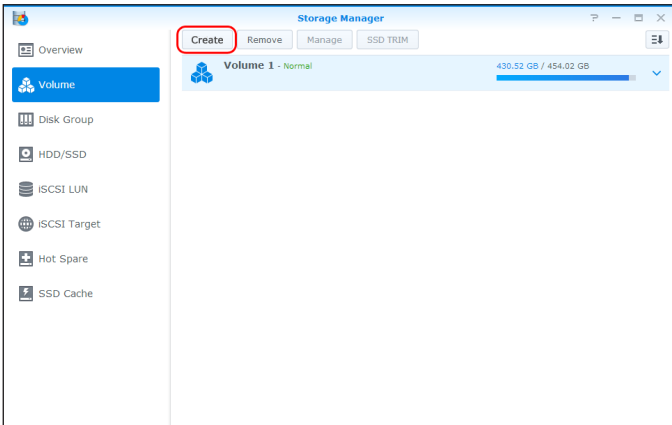 Storage Manager
Create Remove Manage SSD TRIM
Overview
Volume
Disk Group
HDD/SSD
iSCSI LUN
iSCSI Target
Hot Spare
SSD Cache
Volume 1 - Normal
430.52 GB / 454.02 GB